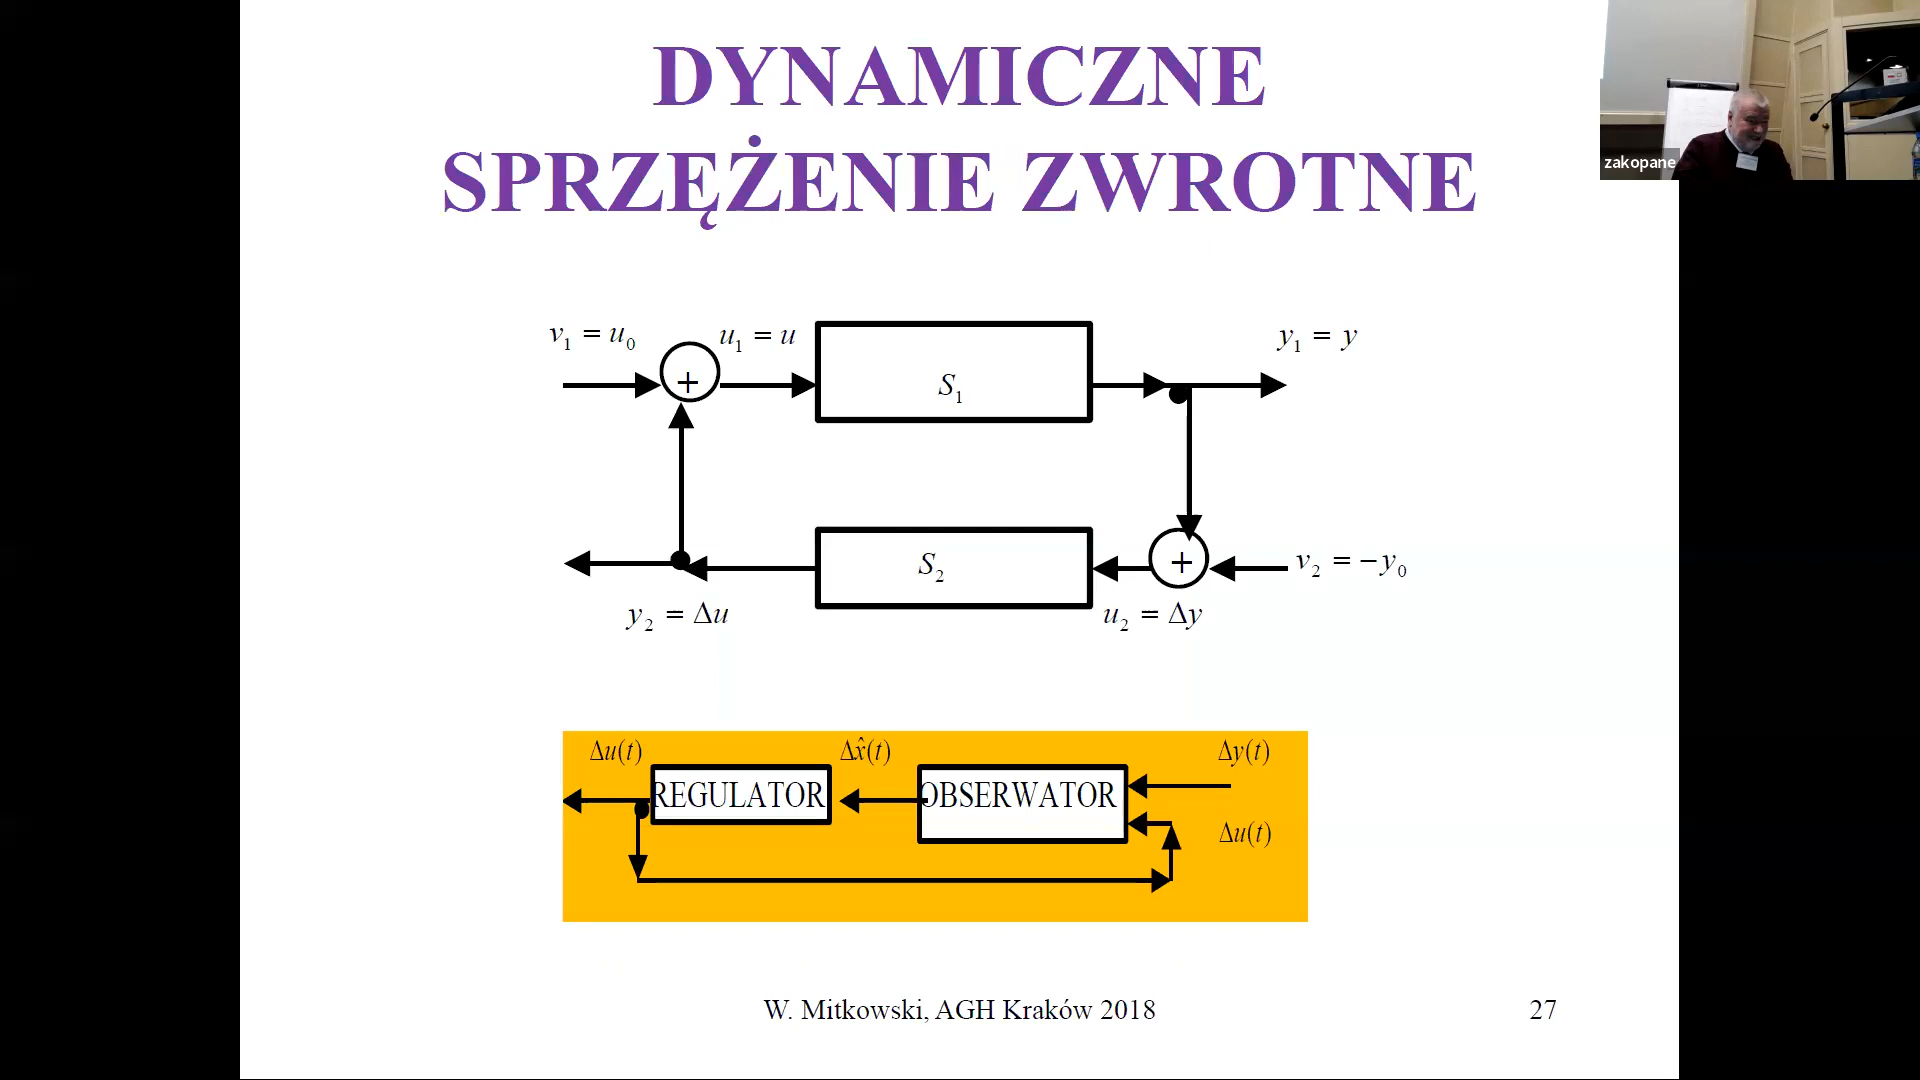 DYNAMICZNE
SPRZĘŻENIE ZWROTNE
zakopane
v₁ = u₀
u₁ = u
y₁ = y
+
S₁
S₂
+
v₂ = −y₀
y₂ = Δu
u₂ = Δy
Δu(t)
Δx̂(t)
Δy(t)
REGULATOR
OBSERWATOR
Δu(t)
W. Mitkowski, AGH Kraków 2018
27